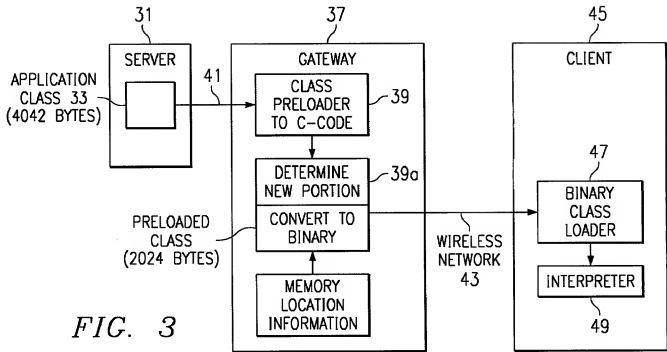 31
SERVER
APPLICATION
CLASS 33
(4042 BYTES)
41
37
GATEWAY
CLASS
PRELOADER
TO C-CODE
39
DETERMINE
NEW PORTION
39a
CONVERT TO
BINARY
PRELOADED
CLASS
(2024 BYTES)
MEMORY
LOCATION
INFORMATION
WIRELESS
NETWORK
43
45
CLIENT
47
BINARY
CLASS
LOADER
INTERPRETER
49
FIG. 3